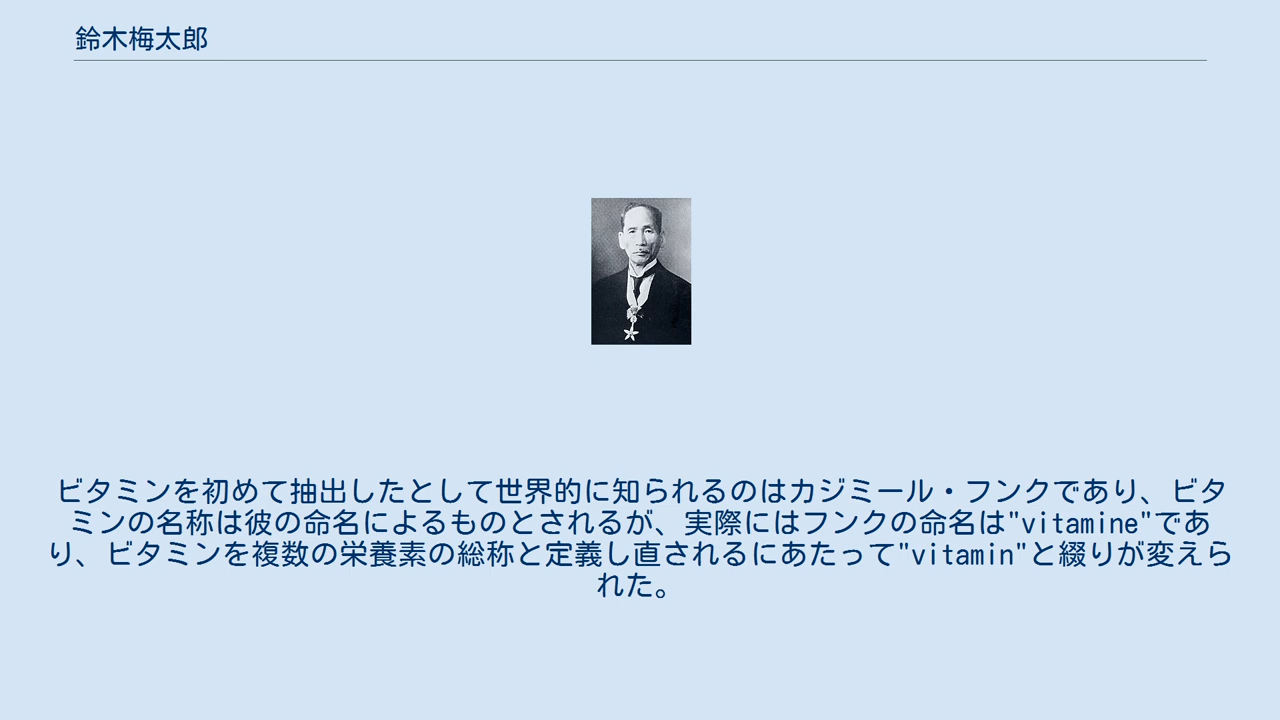 鈴木梅太郎
ビタミンを初めて抽出したとして世界的に知られるのはカジミール・フンクであり、ビタ
ミンの名称は彼の命名によるものとされるが、実際にはフンクの命名は"vitamine"であ
り、ビタミンを複数の栄養素の総称と定義し直されるにあたって"vitamin"と綴りが変えら
れた。